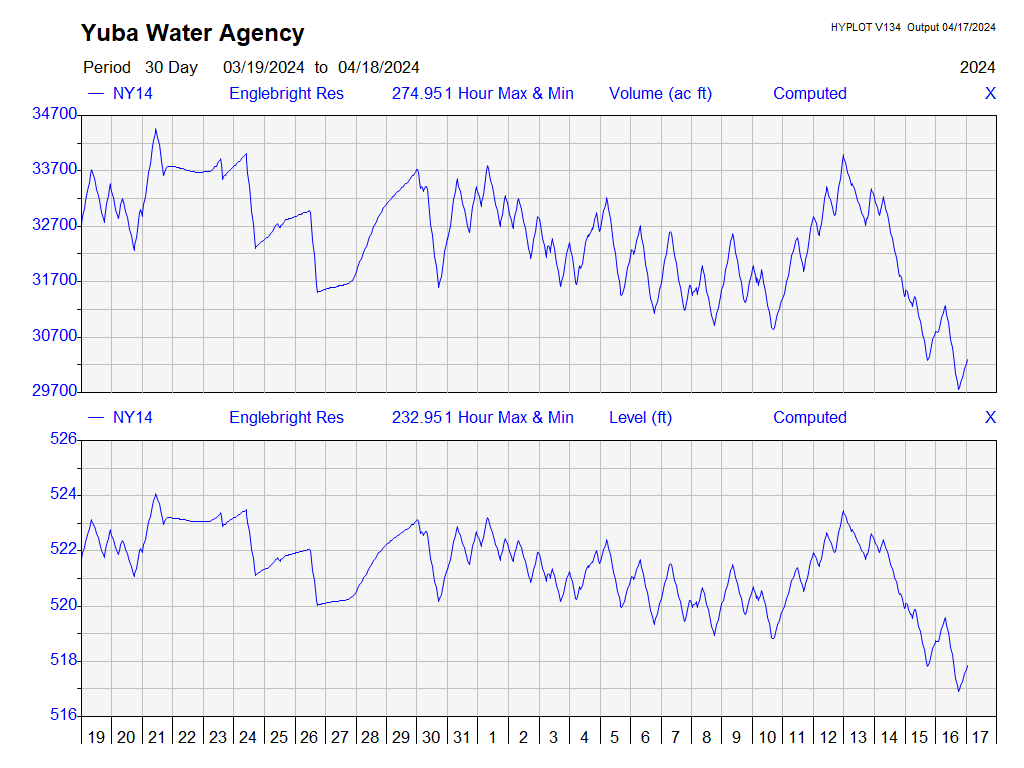 Yuba Water Agency
HYPLOT V134 Output 04/17/2024
Period 30 Day 03/19/2024 to 04/18/2024 2024
NY14 Englebright Res 274.951 Hour Max & Min Volume (ac ft) Computed X
34700
33700
32700
31700
30700
29700
NY14 Englebright Res 232.951 Hour Max & Min Level (ft) Computed X
526
524
522
520
518
516
19 20 21 22 23 24 25 26 27 28 29 30 31 1 2 3 4 5 6 7 8 9 10 11 12 13 14 15 16 17